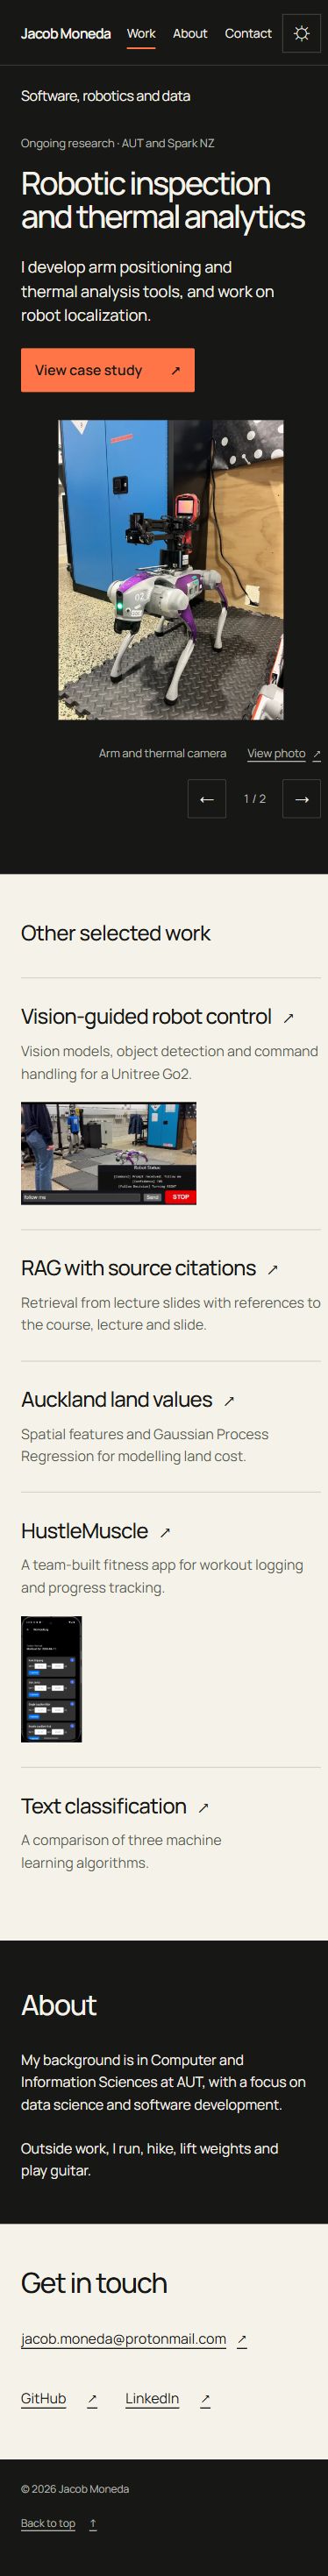 Jacob Moneda Work About Contact
Software, robotics and data
Ongoing research · AUT and Spark NZ
Robotic inspection
and thermal analytics
I develop arm positioning and
thermal analysis tools, and work on
robot localization.
View case study ↗
02
Arm and thermal camera View photo ↗
← 1 / 2 →
Other selected work
Vision-guided robot control ↗
Vision models, object detection and command
handling for a Unitree Go2.
Robot Status
follow me Send STOP
RAG with source citations ↗
Retrieval from lecture slides with references to
the course, lecture and slide.
Auckland land values ↗
Spatial features and Gaussian Process
Regression for modelling land cost.
HustleMuscle ↗
A team-built fitness app for workout logging
and progress tracking.
Text classification ↗
A comparison of three machine
learning algorithms.
About
My background is in Computer and
Information Sciences at AUT, with a focus on
data science and software development.
Outside work, I run, hike, lift weights and
play guitar.
Get in touch
jacob.moneda@protonmail.com ↗
GitHub ↗ LinkedIn ↗
© 2026 Jacob Moneda
Back to top ↑